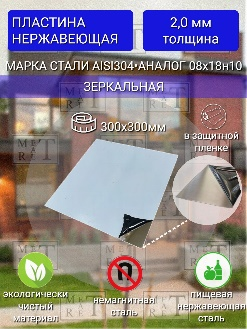 ПЛАСТИНА
НЕРЖАВЕЮЩАЯ
2,0 мм
толщина
МАРКА СТАЛИ AISI304•АНАЛОГ 08х18н10
ЗЕРКАЛЬНАЯ
300х300мм
в защитной
пленке
экологически
чистый
материал
немагнитная
сталь
пищевая
нержавеющая
сталь